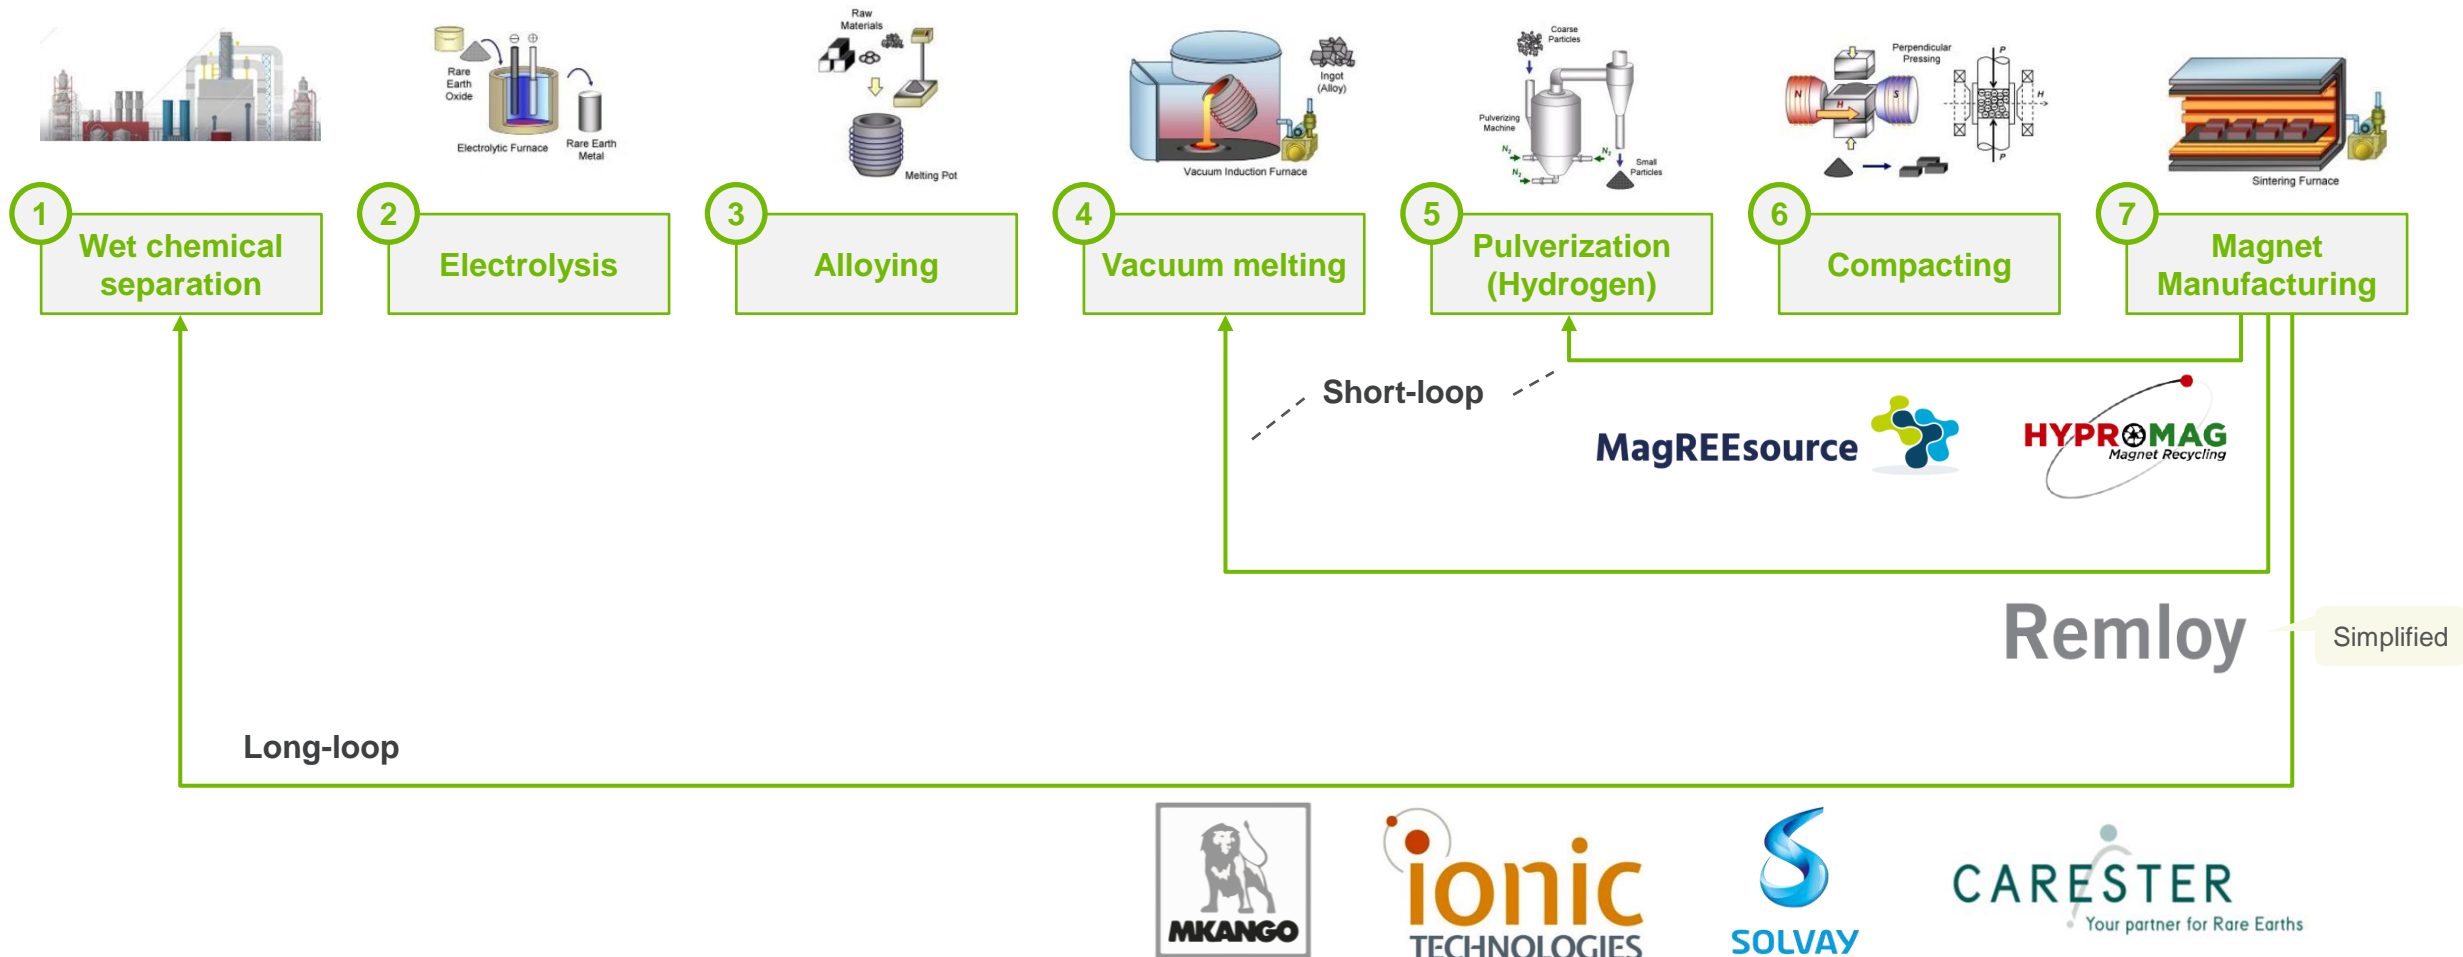 Rare
Earth
Oxide
⊖ ⊕
Electrolytic Furnace
Rare Earth
Metal
Raw
Materials
Melting Pot
Ingot
(Alloy)
Vacuum Induction Furnace
Coarse
Particles
Pulverizing
Machine
N₂
N₂
N₂
Small
Particles
Perpendicular
Pressing
N
H
S
P
H
P
Sintering Furnace
1
Wet chemical
separation
2
Electrolysis
3
Alloying
4
Vacuum melting
5
Pulverization
(Hydrogen)
6
Compacting
7
Magnet
Manufacturing
Short-loop
MagREEsource
HYPROMAG
Magnet Recycling
Remloy
Simplified
Long-loop
MKANGO
ionic
TECHNOLOGIES
SOLVAY
CARESTER
Your partner for Rare Earths